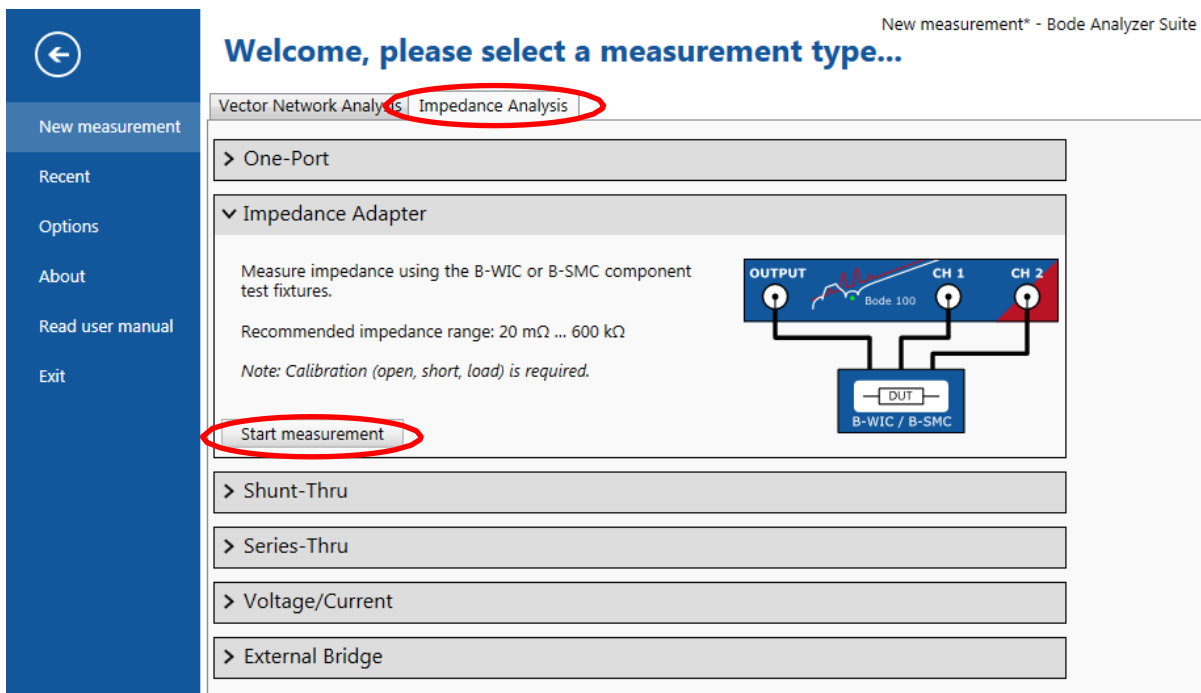 New measurement* - Bode Analyzer Suite
Welcome, please select a measurement type...
New measurement
Recent
Options
About
Read user manual
Exit
Vector Network Analysis Impedance Analysis
One-Port
Impedance Adapter
Measure impedance using the B-WIC or B-SMC component
test fixtures.
Recommended impedance range: 20 mΩ ... 600 kΩ
Note: Calibration (open, short, load) is required.
Start measurement
OUTPUT CH 1 CH 2
Bode 100
DUT
B-WIC / B-SMC
Shunt-Thru
Series-Thru
Voltage/Current
External Bridge